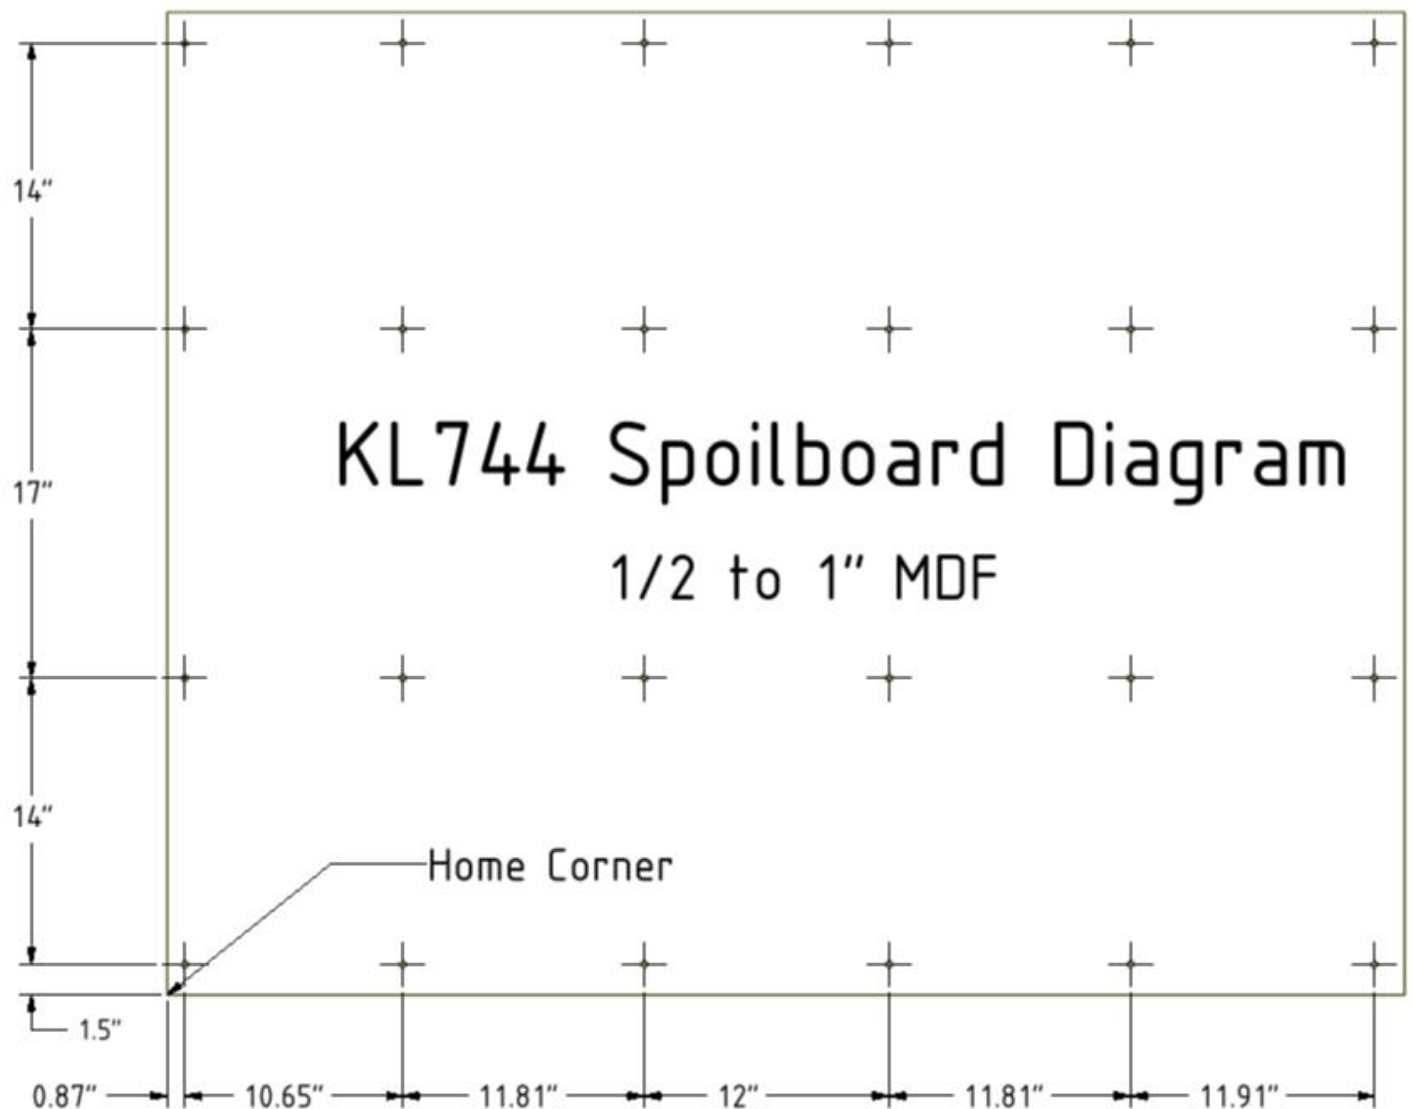 14"
17"
KL744 Spoilboard Diagram
1/2 to 1" MDF
14"
Home Corner
1.5"
0.87" 10.65" 11.81" 12" 11.81" 11.91"